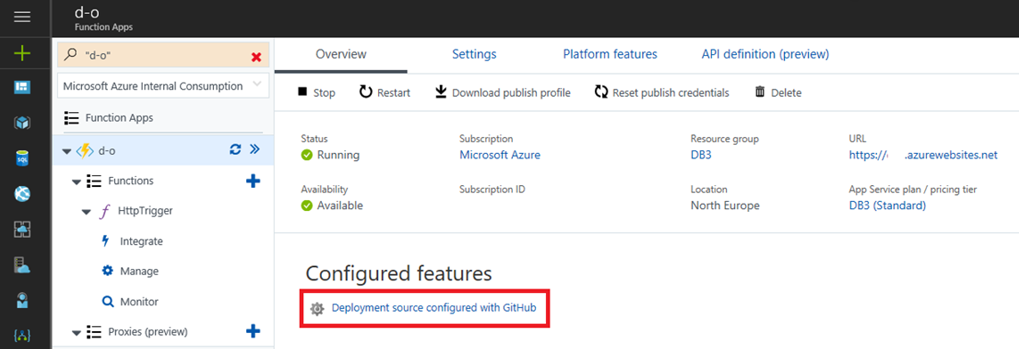 d-o
Function Apps
"d-o"
Microsoft Azure Internal Consumption
Function Apps
d-o
Functions
HttpTrigger
Integrate
Manage
Monitor
Proxies (preview)
Overview Settings Platform features API definition (preview)
Stop Restart Download publish profile Reset publish credentials Delete
Status Subscription Resource group URL
Running Microsoft Azure DB3 https:// .azurewebsites.net
Availability Subscription ID Location App Service plan / pricing tier
Available North Europe DB3 (Standard)
Configured features
Deployment source configured with GitHub